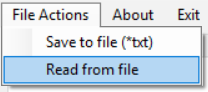 File Actions About Exit
Save to file (*txt)
Read from file